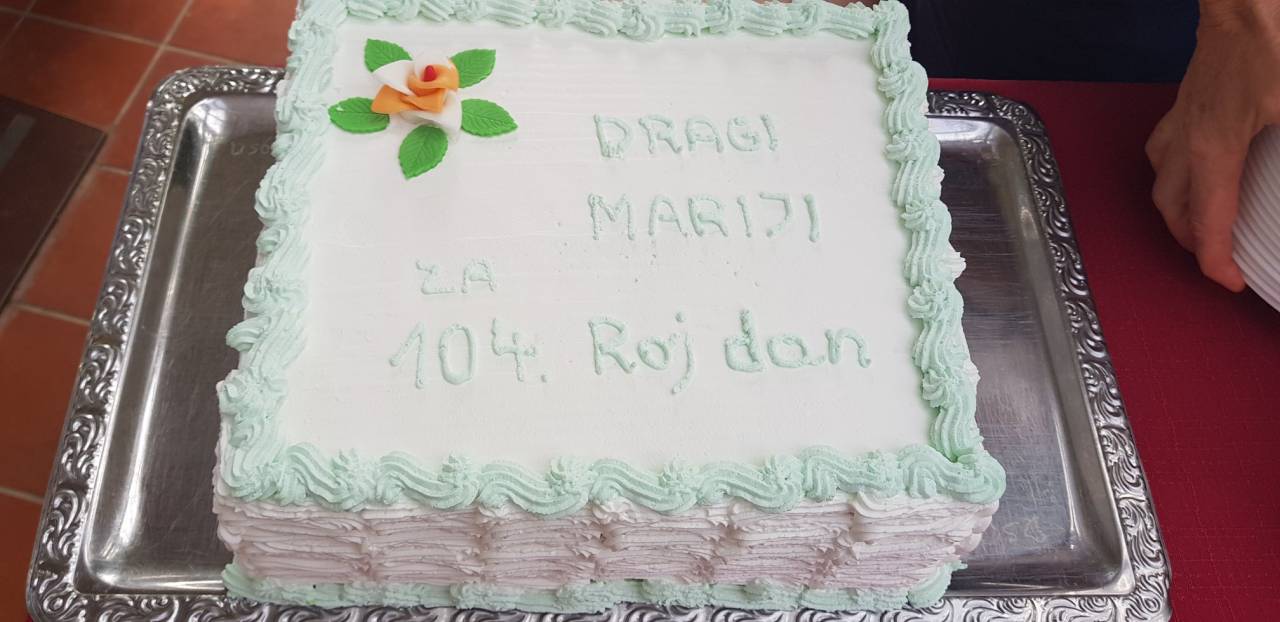 DRAGI
MARIJI
ZA
104. Roj dan